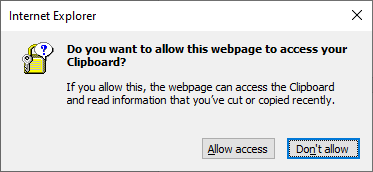 Internet Explorer
Do you want to allow this webpage to access your
Clipboard?
If you allow this, the webpage can access the Clipboard
and read information that you've cut or copied recently.
Allow access Don't allow